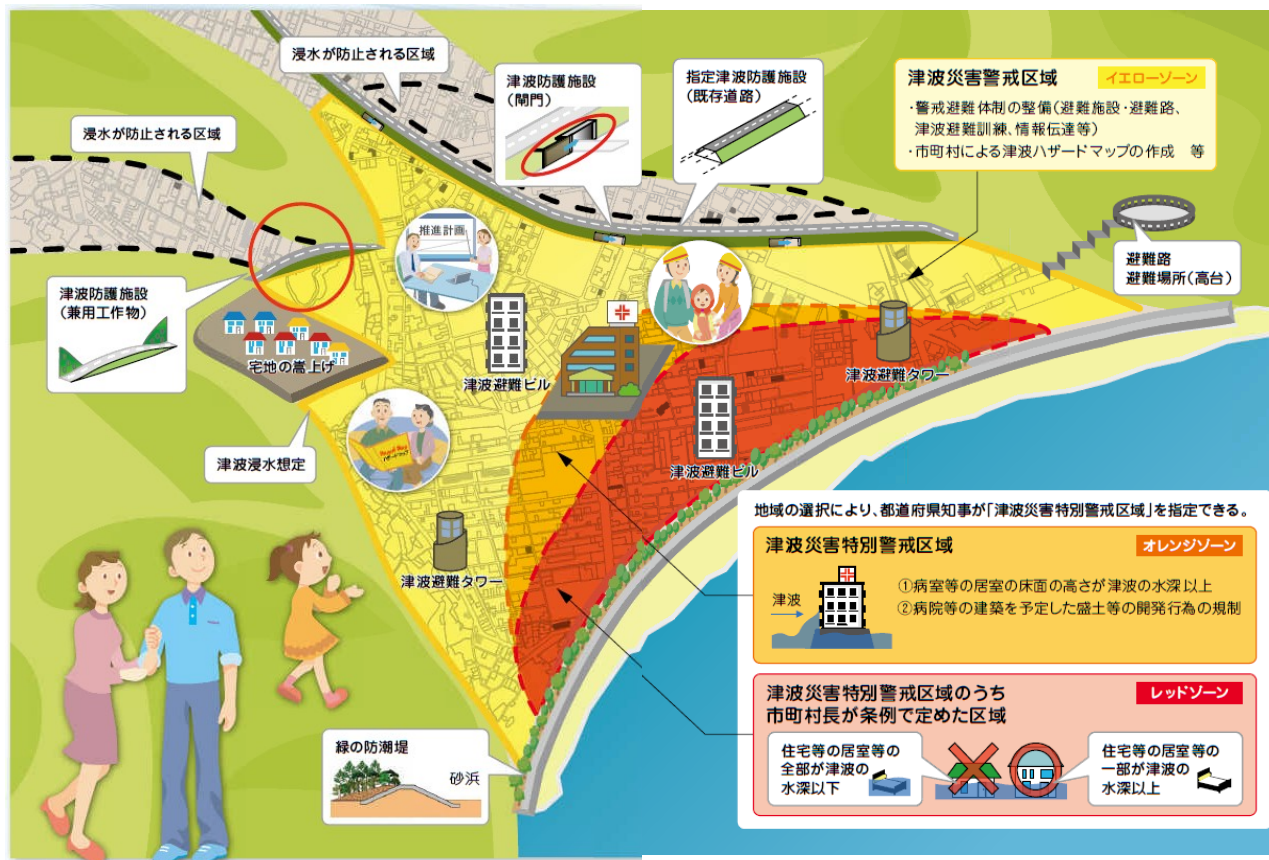 浸水が防止される区域
津波防護施設
(閘門)
指定津波防護施設
(既存道路)
津波災害警戒区域
イエローゾーン
・警戒避難体制の整備(避難施設・避難路、
津波避難訓練、情報伝達等)
・市町村による津波ハザードマップの作成　等
浸水が防止される区域
推進計画
避難路
避難場所(高台)
津波防護施設
(兼用工作物)
宅地の嵩上げ
津波避難ビル
津波避難タワー
津波浸水想定
ハザードマップ
津波避難ビル
津波避難タワー
地域の選択により、都道府県知事が「津波災害特別警戒区域」を指定できる。
津波災害特別警戒区域
オレンジゾーン
津波
①病室等の居室の床面の高さが津波の水深以上
②病院等の建築を予定した盛土等の開発行為の規制
津波災害特別警戒区域のうち
市町村長が条例で定めた区域
レッドゾーン
住宅等の居室等の
全部が津波の
水深以下
住宅等の居室等の
一部が津波の
水深以上
緑の防潮堤
砂浜